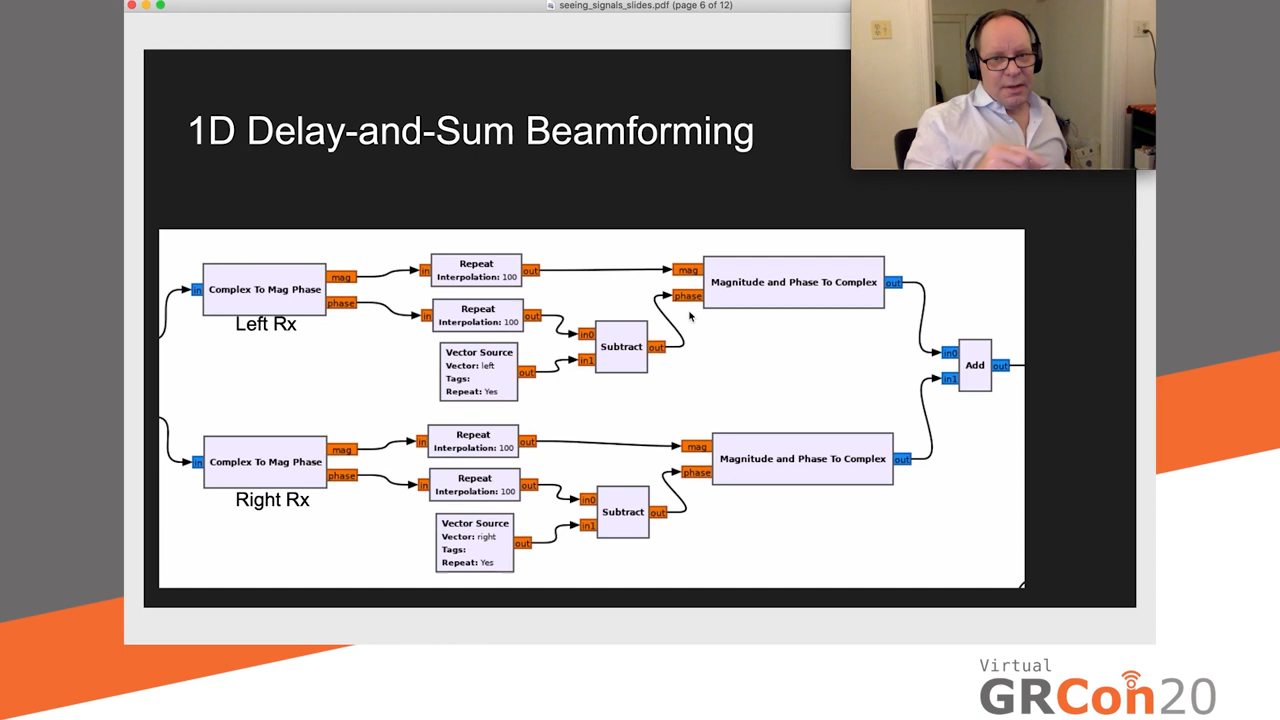 seeing_signals_slides.pdf (page 6 of 12)
1D Delay-and-Sum Beamforming
in
Complex To Mag Phase
mag
phase
Left Rx
in
Repeat
Interpolation: 100
out
in
Repeat
Interpolation: 100
out
Vector Source
Vector: left
Tags:
Repeat: Yes
out
in0
in1
Subtract
out
mag
phase
Magnitude and Phase To Complex
out
in0
in1
Add
out
in
Complex To Mag Phase
mag
phase
Right Rx
in
Repeat
Interpolation: 100
out
in
Repeat
Interpolation: 100
out
Vector Source
Vector: right
Tags:
Repeat: Yes
out
in0
in1
Subtract
out
mag
phase
Magnitude and Phase To Complex
out
Virtual
GRCon20